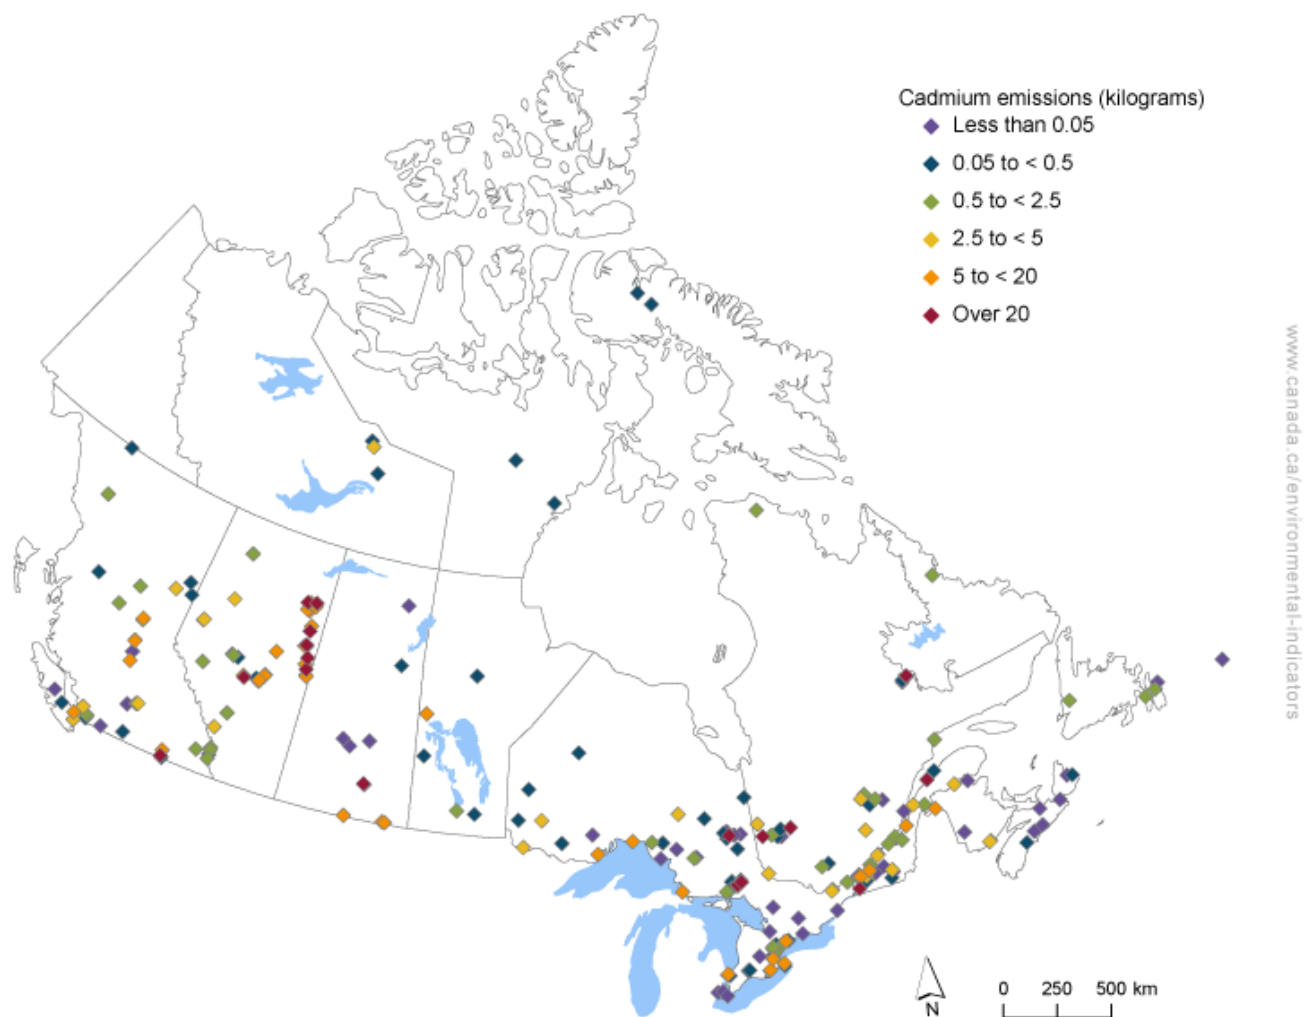 Cadmium emissions (kilograms)
Less than 0.05
0.05 to < 0.5
0.5 to < 2.5
2.5 to < 5
5 to < 20
Over 20
www.canada.ca/environmental-indicators
N
0 250 500 km